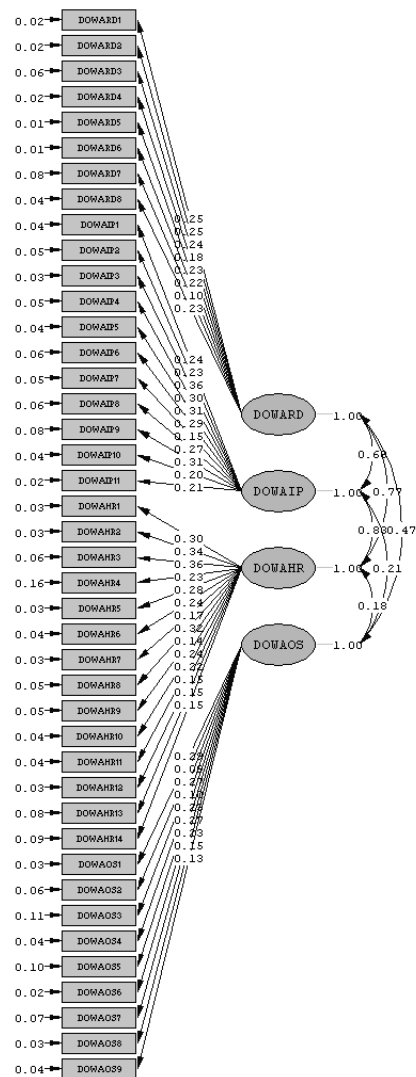 0.02 DOWARD1
0.02 DOWARD2
0.06 DOWARD3
0.02 DOWARD4
0.01 DOWARD5
0.01 DOWARD6
0.08 DOWARD7
0.04 DOWARD8
0.04 DOWAIP1
0.05 DOWAIP2
0.03 DOWAIP3
0.05 DOWAIP4
0.04 DOWAIP5
0.06 DOWAIP6
0.05 DOWAIP7
0.06 DOWAIP8
0.08 DOWAIP9
0.04 DOWAIP10
0.02 DOWAIP11
0.03 DOWAHR1
0.03 DOWAHR2
0.06 DOWAHR3
0.16 DOWAHR4
0.03 DOWAHR5
0.04 DOWAHR6
0.03 DOWAHR7
0.05 DOWAHR8
0.05 DOWAHR9
0.04 DOWAHR10
0.04 DOWAHR11
0.03 DOWAHR12
0.08 DOWAHR13
0.09 DOWAHR14
0.03 DOWAOS1
0.06 DOWAOS2
0.11 DOWAOS3
0.04 DOWAOS4
0.10 DOWAOS5
0.02 DOWAOS6
0.07 DOWAOS7
0.03 DOWAOS8
0.04 DOWAOS9
0.25
0.25
0.24
0.18
0.23
0.22
0.10
0.23
0.24
0.23
0.36
0.30
0.31
0.29
0.15
0.27
0.31
0.20
0.21
0.30
0.34
0.36
0.23
0.28
0.24
0.17
0.32
0.14
0.24
0.22
0.15
0.15
0.15
0.29
0.27
0.27
0.23
0.15
0.13
DOWARD 1.00
DOWAIP 1.00
DOWAHR 1.00
DOWAOS 1.00
0.77
0.47
0.21
0.18